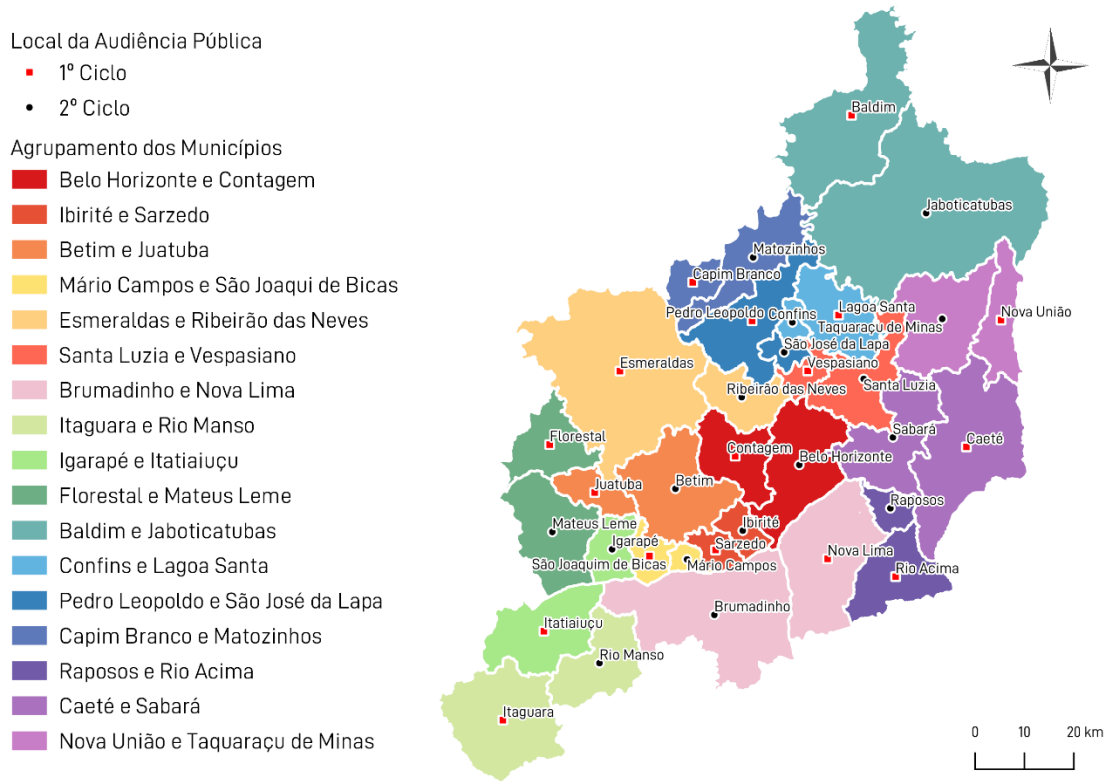 Local da Audiência Pública
1º Ciclo
2º Ciclo
Agrupamento dos Municípios
Belo Horizonte e Contagem
Ibirité e Sarzedo
Betim e Juatuba
Mário Campos e São Joaqui de Bicas
Esmeraldas e Ribeirão das Neves
Santa Luzia e Vespasiano
Brumadinho e Nova Lima
Itaguara e Rio Manso
Igarapé e Itatiaiuçu
Florestal e Mateus Leme
Baldim e Jaboticatubas
Confins e Lagoa Santa
Pedro Leopoldo e São José da Lapa
Capim Branco e Matozinhos
Raposos e Rio Acima
Caeté e Sabará
Nova União e Taquaraçu de Minas
Baldim
Jaboticatubas
Matozinhos
Capim Branco
Lagoa Santa
Pedro Leopoldo
Confins
Taquaraçu de Minas
Nova União
São José da Lapa
Vespasiano
Esmeraldas
Santa Luzia
Ribeirão das Neves
Sabará
Florestal
Contagem
Caeté
Belo Horizonte
Juatuba
Betim
Raposos
Mateus Leme
Ibirité
Igarapé
Sarzedo
São Joaquim de Bicas
Mário Campos
Nova Lima
Rio Acima
Brumadinho
Itatiaiuçu
Rio Manso
Itaguara
0 10 20 km